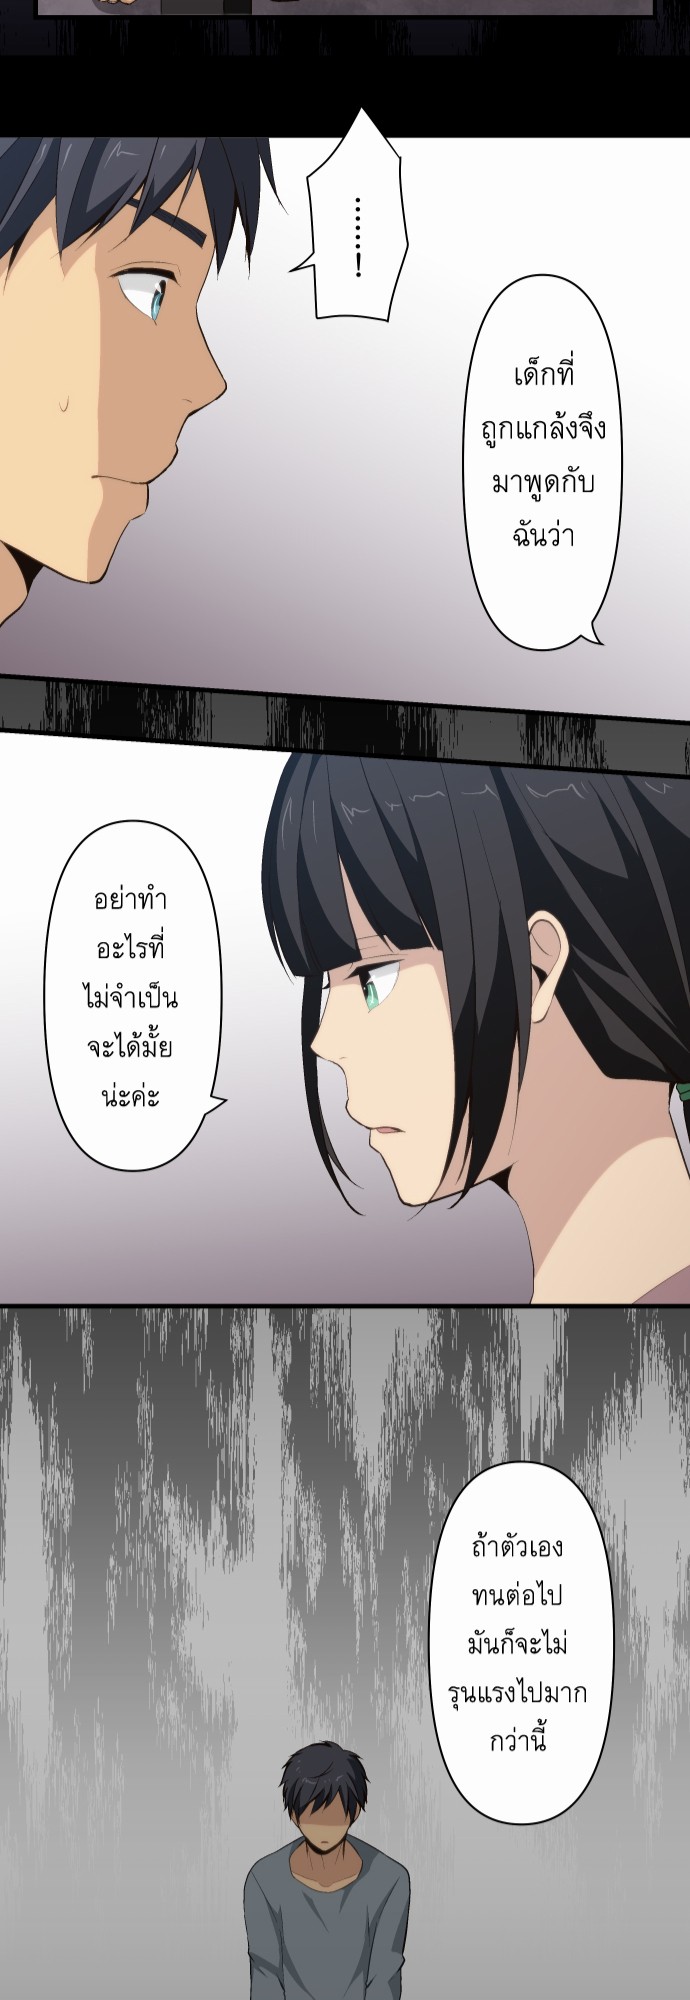 ......!
เด็กที่
ถูกแกล้งจึง
มาพูดกับ
ฉันว่า
อย่าทำ
อะไรที่
ไม่จำเป็น
จะได้มั้ย
น่ะค่ะ
ถ้าตัวเอง
ทนต่อไป
มันก็จะไม่
รุนแรงไปมาก
กว่านี้